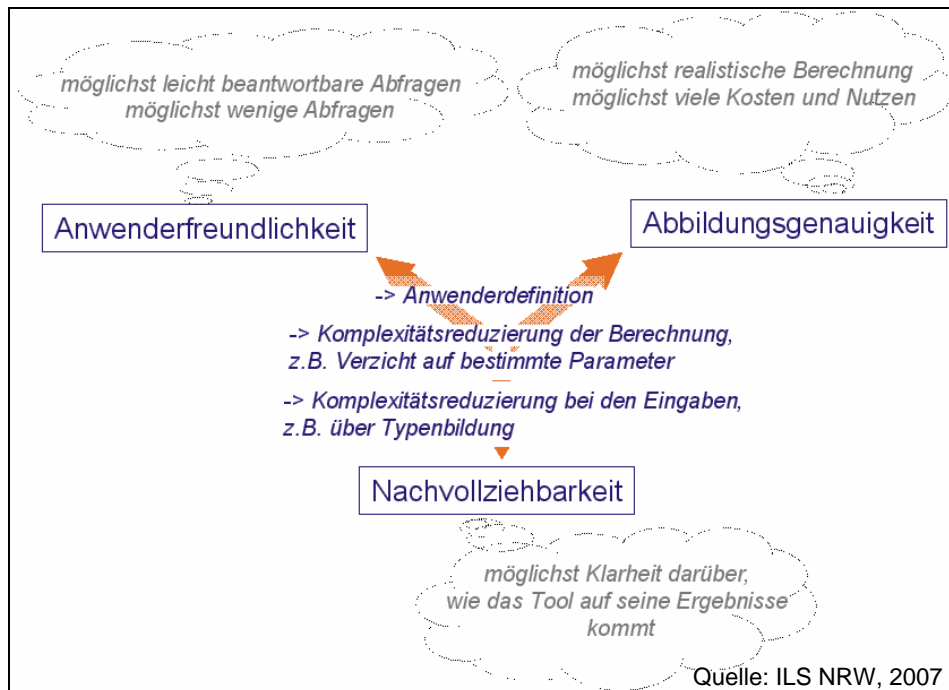 möglichst leicht beantwortbare Abfragen
möglichst wenige Abfragen
möglichst realistische Berechnung
möglichst viele Kosten und Nutzen
Anwenderfreundlichkeit
Abbildungsgenauigkeit
-> Anwenderdefinition
-> Komplexitätsreduzierung der Berechnung,
z.B. Verzicht auf bestimmte Parameter
-> Komplexitätsreduzierung bei den Eingaben,
z.B. über Typenbildung
Nachvollziehbarkeit
möglichst Klarheit darüber,
wie das Tool auf seine Ergebnisse
kommt
Quelle: ILS NRW, 2007